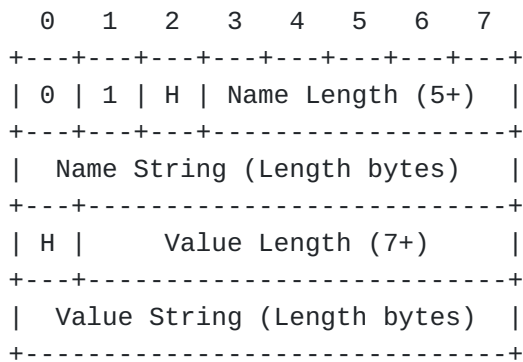 0   1   2   3   4   5   6   7
+---+---+---+---+---+---+---+---+
| 0 | 1 | H | Name Length (5+)  |
+---+---+---+-------------------+
|  Name String (Length bytes)   |
+---+---------------------------+
| H |     Value Length (7+)     |
+---+---------------------------+
|  Value String (Length bytes)  |
+-------------------------------+